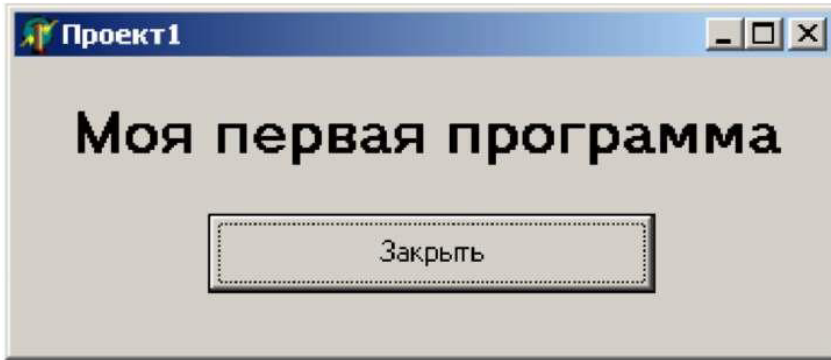 Проект1
Моя первая программа
Закрыть